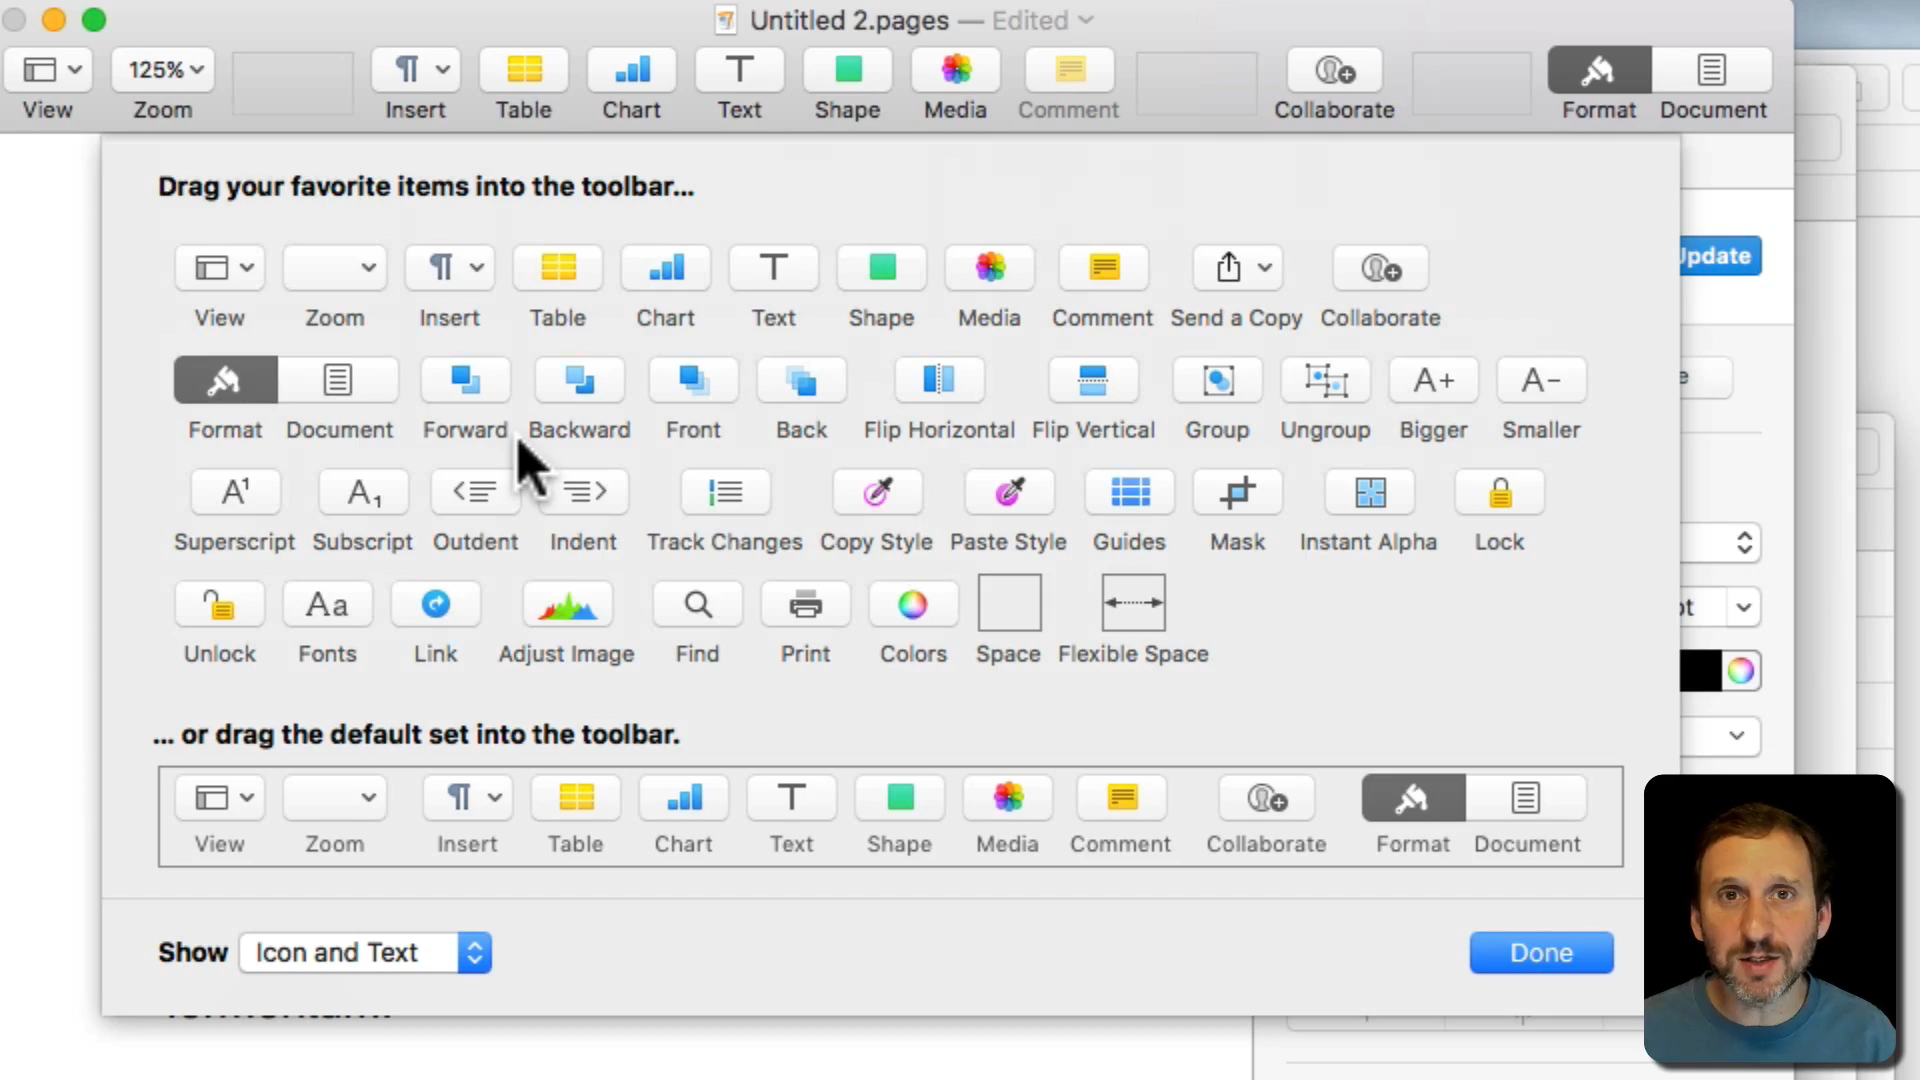 Untitled 2.pages — Edited
125%
View Zoom Insert Table Chart Text Shape Media Comment Collaborate Format Document
Drag your favorite items into the toolbar...
View Zoom Insert Table Chart Text Shape Media Comment Send a Copy Collaborate
Update
Format Document Forward Backward Front Back Flip Horizontal Flip Vertical Group Ungroup Bigger Smaller
Superscript Subscript Outdent Indent Track Changes Copy Style Paste Style Guides Mask Instant Alpha Lock
Unlock Fonts Link Adjust Image Find Print Colors Space Flexible Space
... or drag the default set into the toolbar.
View Zoom Insert Table Chart Text Shape Media Comment Collaborate Format Document
Show Icon and Text Done